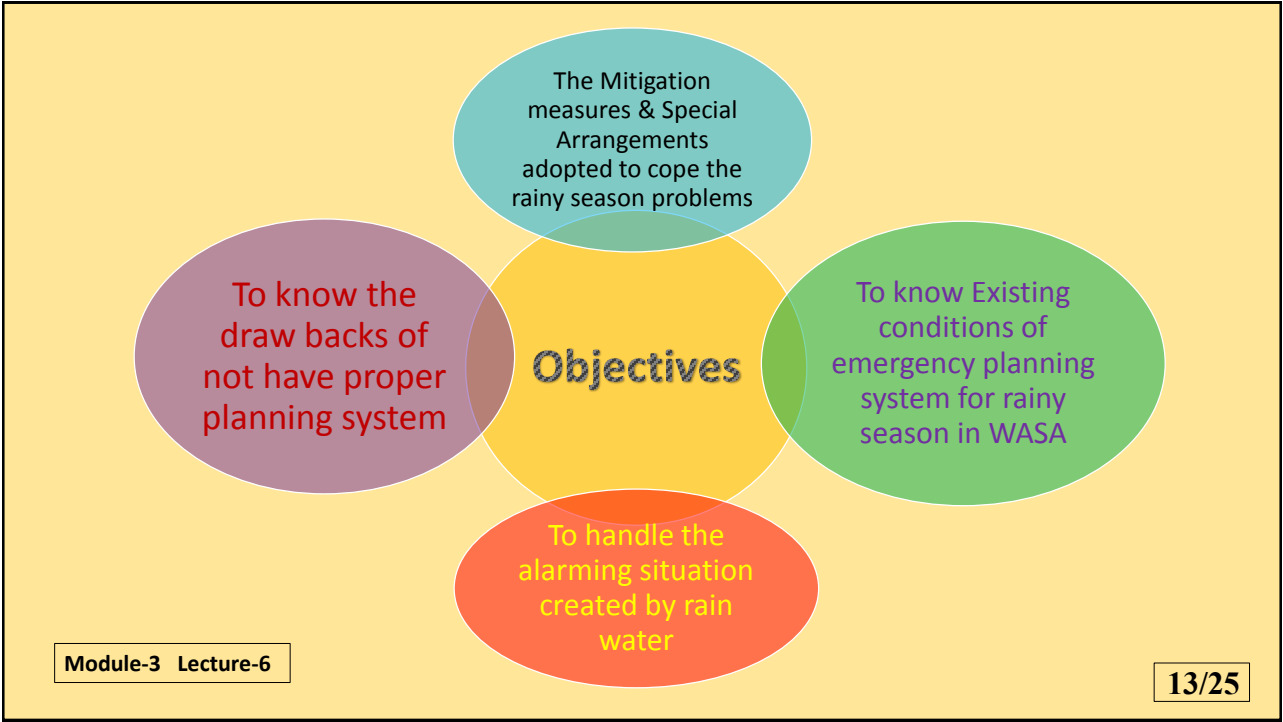 The Mitigation
measures & Special
Arrangements
adopted to cope the
rainy season problems
To know the
draw backs of
not have proper
planning system
Objectives
To know Existing
conditions of
emergency planning
system for rainy
season in WASA
To handle the
alarming situation
created by rain
water
Module-3 Lecture-6
13/25